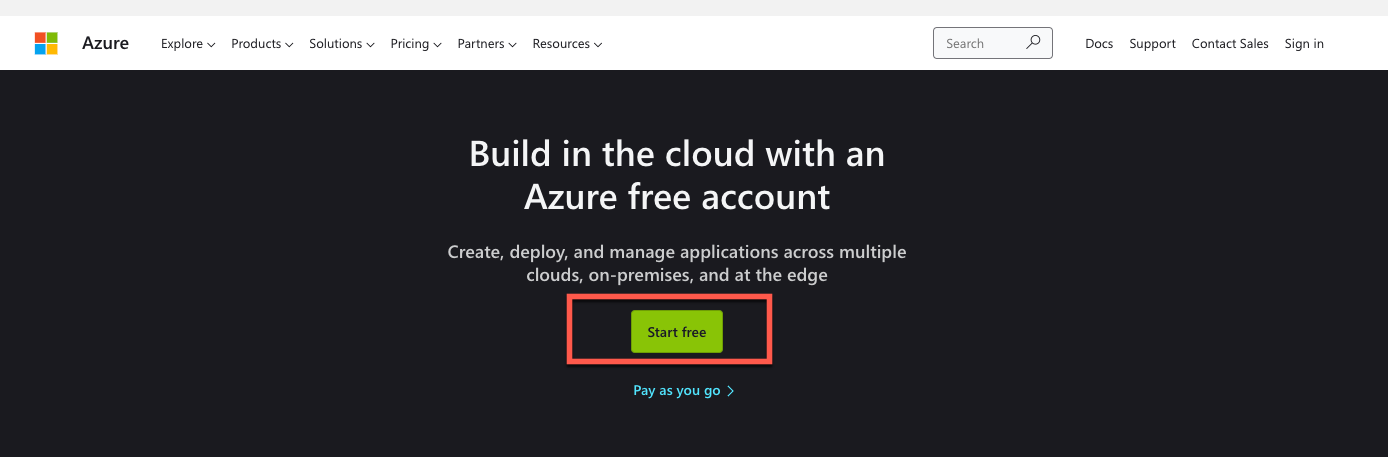 Azure Explore Products Solutions Pricing Partners Resources Search Docs Support Contact Sales Sign in
Build in the cloud with an
Azure free account
Create, deploy, and manage applications across multiple
clouds, on-premises, and at the edge
Start free
Pay as you go